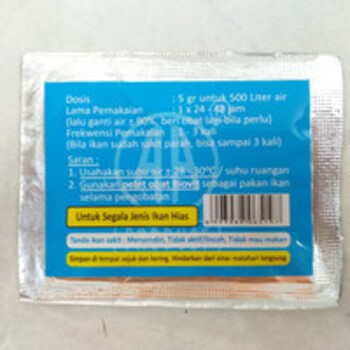 Dosis : 5 gr untuk 500 Liter air
Lama Pemakaian : 1 x 24 - 48 jam
(lalu ganti air ± 90%, beri obat lagi bila perlu)
Frekwensi Pemakaian : 1 - 3 kali
(Bila ikan sudah sakit parah, bisa sampai 3 kali)
Saran :
1. Usahakan suhu air ± 28 - 30°C / suhu ruangan
2. Gunakan pelet obat sebagai pakan ikan
selama pengobatan
Untuk Segala Jenis Ikan Hias
Tanda ikan sakit : Menyendiri, Tidak aktif/lincah, Tidak mau makan
Simpan di tempat sejuk dan kering. Hindarkan dari sinar matahari langsung